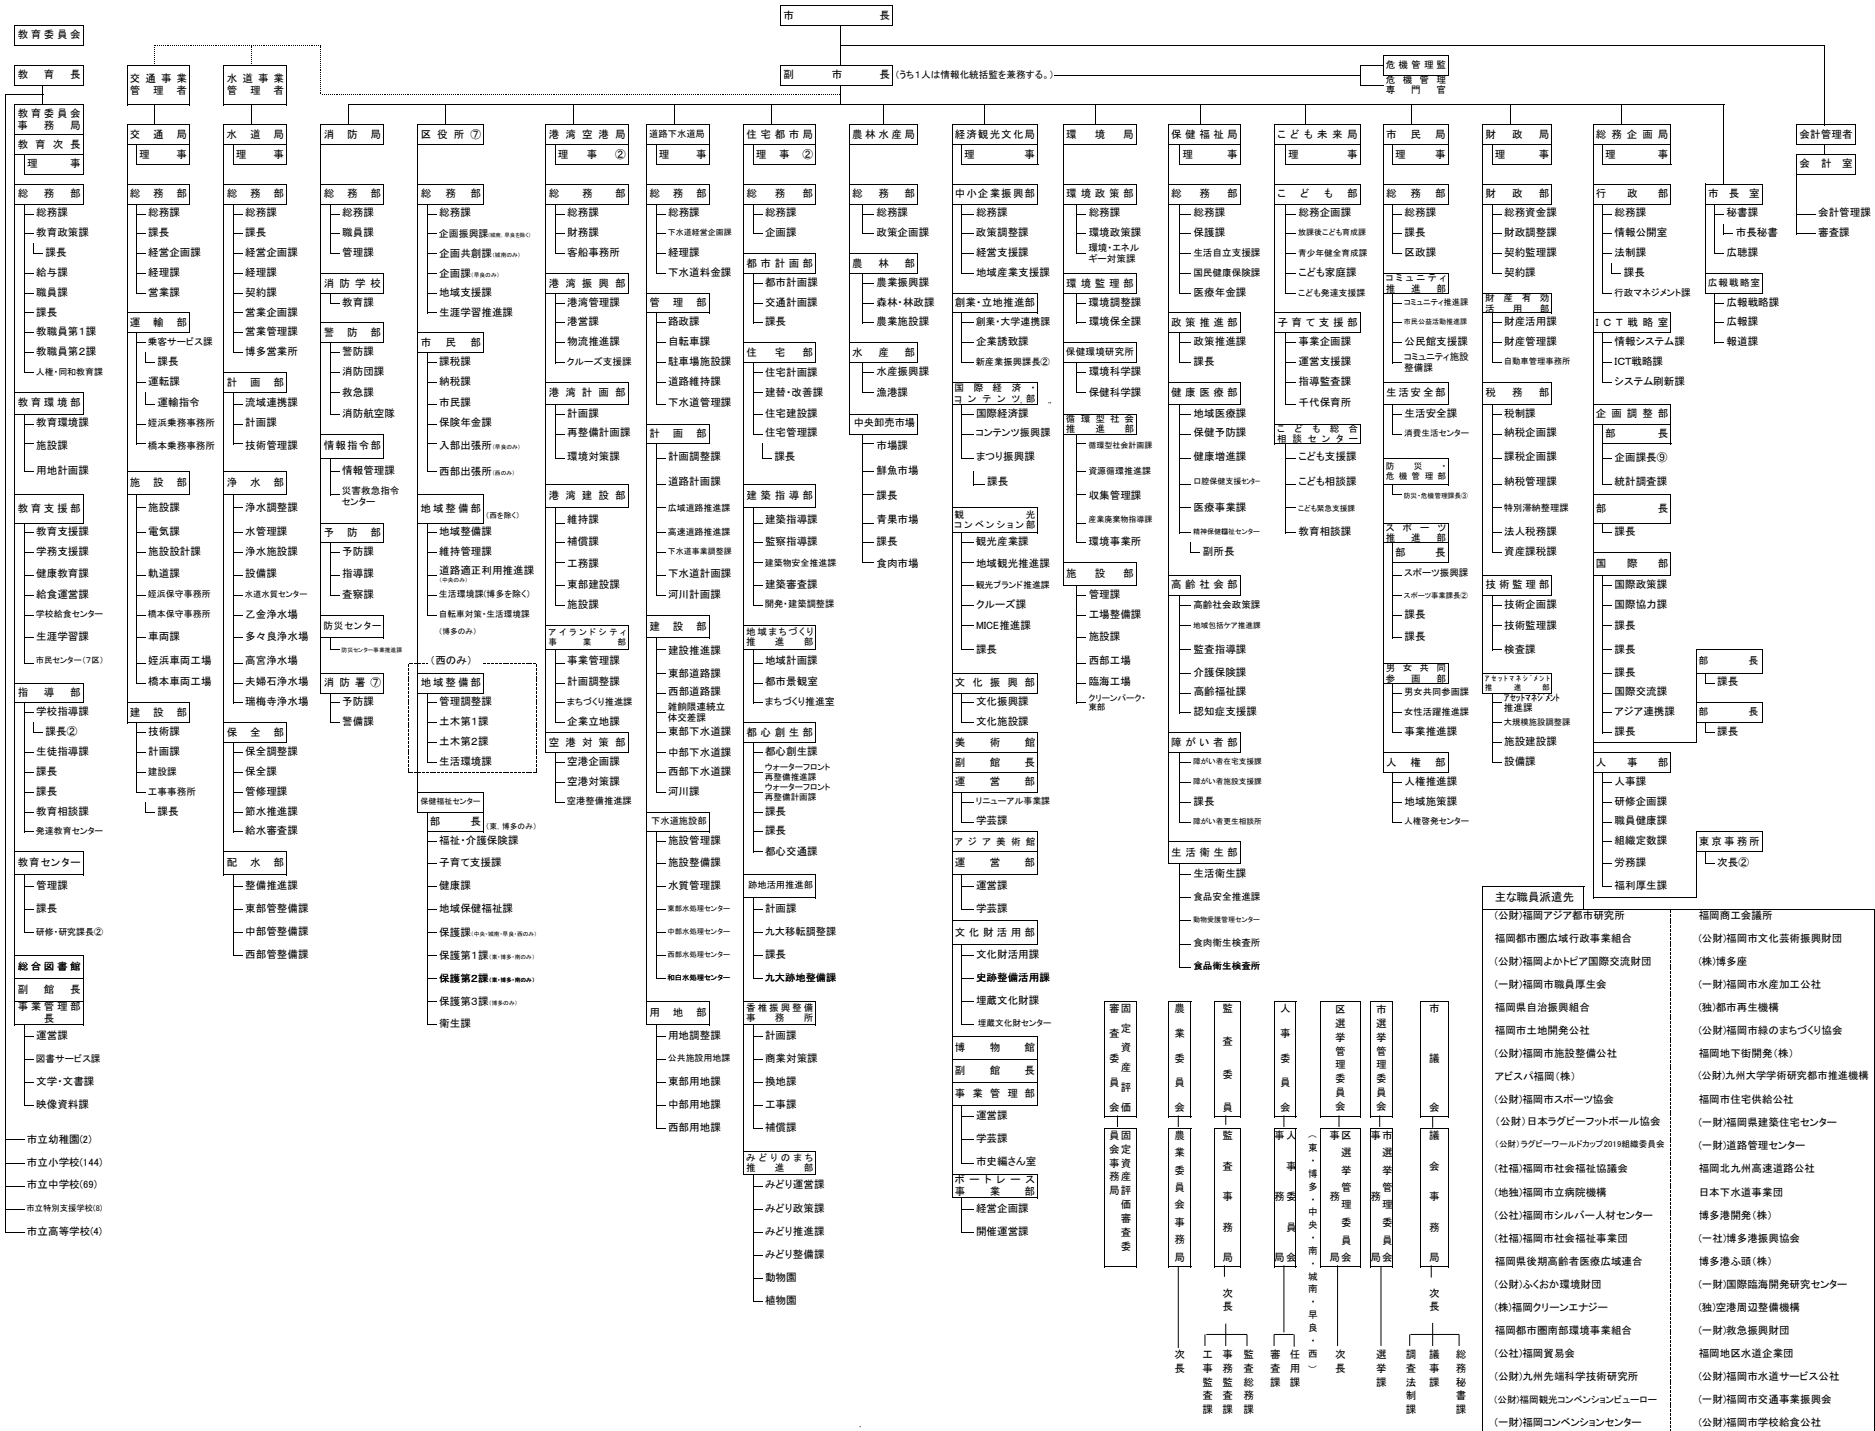 市長
教育委員会
教育長
交通事業管理者
水道事業管理者
副市長(うち1人は情報化統括監を兼務する。)
危機管理監
危機管理専門官
教育委員会事務局
教育次長
理事
総務部
総務課
教育政策課
課長
給与課
職員課
課長
教職員第1課
教職員第2課
人権・同和教育課
教育環境部
教育環境課
施設課
用地計画課
教育支援部
教育支援課
学務支援課
健康教育課
給食運営課
学校給食センター
生涯学習課
市民センター(7区)
指導部
学校指導課
課長②
生徒指導課
課長
課長
教育相談課
発達教育センター
教育センター
管理課
課長
研修・研究課長②
総合図書館
副館長
事業管理部長
運営課
図書サービス課
文学・文書課
映像資料課
市立幼稚園(2)
市立小学校(144)
市立中学校(69)
市立特別支援学校(8)
市立高等学校(4)
交通局
理事
総務部
総務課
課長
経営企画課
経理課
営業課
運輸部
乗客サービス課
課長
運転課
運輸指令
姪浜乗務事務所
橋本乗務事務所
施設部
施設課
電気課
施設設計課
軌道課
姪浜保守事務所
橋本保守事務所
車両課
姪浜車両工場
橋本車両工場
建設部
技術課
計画課
建設課
工事事務所
課長
水道局
理事
総務部
総務課
課長
経営企画課
経理課
契約課
営業企画課
営業管理課
博多営業所
計画部
流域連携課
計画課
技術管理課
浄水部
浄水調整課
水管理課
浄水施設課
設備課
水道水質センター
乙金浄水場
多々良浄水場
高宮浄水場
夫婦石浄水場
瑞梅寺浄水場
保全部
保全調整課
保全課
管修理課
節水推進課
給水審査課
配水部
整備推進課
東部管整備課
中部管整備課
西部管整備課
消防局
総務部
総務課
職員課
管理課
消防学校
教育課
警防部
警防課
消防団課
救急課
消防航空隊
情報指令部
情報管理課
災害救急指令センター
予防部
予防課
指導課
査察課
防災センター
防災センター事業推進課
消防署⑦
予防課
警備課
区役所⑦
総務部
総務課
企画振興課(城南、早良を除く)
企画共創課(城南のみ)
企画課(早良のみ)
地域支援課
生涯学習推進課
市民部
課税課
納税課
市民課
保険年金課
入部出張所(早良のみ)
西部出張所(西のみ)
地域整備部(西を除く)
地域整備課
維持管理課
道路適正利用推進課(中央のみ)
生活環境課(博多を除く)
自転車対策・生活環境課(博多のみ)
(西のみ)
地域整備部
管理調整課
土木第1課
土木第2課
生活環境課
保健福祉センター
部長(東、博多のみ)
福祉・介護保険課
子育て支援課
健康課
地域保健福祉課
保護課(中央・城南・早良・西のみ)
保護第1課(東・博多・南のみ)
保護第2課(東・博多・南のみ)
保護第3課(博多のみ)
衛生課
港湾空港局
理事②
総務部
総務課
財務課
客船事務所
港湾振興部
港湾管理課
港営課
物流推進課
クルーズ支援課
港湾計画部
計画課
再整備計画課
環境対策課
港湾建設部
維持課
補償課
工務課
東部建設課
施設課
アイランドシティ事業部
事業管理課
計画調整課
まちづくり推進課
企業立地課
空港対策部
空港企画課
空港対策課
空港整備推進課
道路下水道局
理事
総務部
総務課
下水道経営企画課
経理課
下水道料金課
管理部
路政課
自転車課
駐車場施設課
道路維持課
下水道管理課
計画部
計画調整課
道路計画課
広域道路推進課
高速道路推進課
下水道事業調整課
下水道計画課
河川計画課
建設部
建設推進課
東部道路課
西部道路課
雑餉隈連続立体交差課
東部下水道課
中部下水道課
西部下水道課
河川課
下水道施設部
施設管理課
施設整備課
水質管理課
東部水処理センター
中部水処理センター
西部水処理センター
和白水処理センター
用地部
用地調整課
公共施設用地課
東部用地課
中部用地課
西部用地課
住宅都市局
理事②
総務部
総務課
企画課
都市計画部
都市計画課
交通計画課
課長
住宅部
住宅計画課
建替・改善課
住宅建設課
住宅管理課
課長
建築指導部
建築指導課
監察指導課
建築物安全推進課
建築審査課
開発・建築調整課
地域まちづくり推進部
地域計画課
都市景観室
まちづくり推進室
都心創生部
都心創生課
ウォーターフロント再整備推進課
ウォーターフロント再整備計画課
課長
課長
都心交通課
跡地活用推進部
計画課
九大移転調整課
課長
九大跡地整備課
香椎振興整備事務所
計画課
商業対策課
換地課
工事課
補償課
みどりのまち推進部
みどり運営課
みどり政策課
みどり推進課
みどり整備課
動物園
植物園
農林水産局
総務部
総務課
政策企画課
農林部
農業振興課
森林・林政課
農業施設課
水産部
水産振興課
漁港課
中央卸売市場
市場課
鮮魚市場
課長
青果市場
課長
食肉市場
経済観光文化局
理事
中小企業振興部
総務課
政策調整課
経営支援課
地域産業支援課
創業・立地推進部
創業・大学連携課
企業誘致課
新産業振興課長②
国際経済・コンテンツ部
国際経済課
コンテンツ振興課
まつり振興課
課長
観光コンベンション部
観光産業課
地域観光推進課
観光ブランド推進課
クルーズ課
MICE推進課
課長
文化振興部
文化振興課
文化施設課
美術館
副館長
運営部
リニューアル事業課
学芸課
アジア美術館
運営部
運営課
学芸課
文化財活用部
文化財活用課
史跡整備活用課
埋蔵文化財課
埋蔵文化財センター
博物館
副館長
事業管理部
運営課
学芸課
市史編さん室
ボートレース事業部
経営企画課
開催運営課
環境局
環境政策部
総務課
環境政策課
環境・エネルギー対策課
環境監理部
環境調整課
環境保全課
保健環境研究所
環境科学課
保健科学課
循環型社会推進部
循環型社会計画課
資源循環推進課
収集管理課
産業廃棄物指導課
環境事業所
施設部
管理課
工場整備課
施設課
西部工場
臨海工場
クリーンパーク・東部
保健福祉局
理事
総務部
総務課
保護課
生活自立支援課
国民健康保険課
医療年金課
政策推進部
政策推進課
課長
健康医療部
地域医療課
保健予防課
健康増進課
口腔保健支援センター
医療事業課
精神保健福祉センター
副所長
高齢社会部
高齢社会政策課
地域包括ケア推進課
監査指導課
介護保険課
高齢福祉課
認知症支援課
障がい者部
障がい者在宅支援課
障がい者施設支援課
課長
障がい者更生相談所
生活衛生部
生活衛生課
食品安全推進課
動物愛護管理センター
食肉衛生検査所
食品衛生検査所
こども未来局
理事
こども部
総務企画課
放課後こども育成課
青少年健全育成課
こども家庭課
こども発達支援課
子育て支援部
事業企画課
運営支援課
指導監査課
千代保育所
こども総合相談センター
こども支援課
こども相談課
こども緊急支援課
教育相談課
市民局
理事
総務部
総務課
課長
区政課
コミュニティ推進部
コミュニティ推進課
市民公益活動推進課
公民館支援課
コミュニティ施設整備課
生活安全部
生活安全課
消費生活センター
防災・危機管理部
防災・危機管理課長③
スポーツ推進部
部長
スポーツ振興課
スポーツ事業課長②
課長
課長
男女共同参画部
男女共同参画課
女性活躍推進課
事業推進課
人権部
人権推進課
地域施策課
人権啓発センター
財政局
理事
財政部
総務資金課
財政調整課
契約監理課
契約課
財産有効活用部
財産活用課
財産管理課
自動車管理事務所
税務部
税制課
納税企画課
課税企画課
納税管理課
特別滞納整理課
法人税務課
資産課税課
技術監理部
技術企画課
技術監理課
検査課
アセットマネジメント推進部
アセットマネジメント推進課
大規模施設調整課
施設建設課
設備課
総務企画局
理事
行政部
総務課
情報公開室
法制課
課長
行政マネジメント課
ICT戦略室
情報システム課
ICT戦略課
システム刷新課
企画調整部
部長
企画課長⑨
統計調査課
部長
課長
国際部
国際政策課
国際協力課
課長
課長
課長
国際交流課
アジア連携課
課長
部長
課長
部長
課長
人事部
人事課
研修企画課
職員健康課
組織定数課
労務課
福利厚生課
東京事務所
次長②
市長室
秘書課
市長秘書
広聴課
広報戦略室
広報戦略課
広報課
報道課
会計管理者
会計室
会計管理課
審査課
固定資産評価審査委員会
固定資産評価審査委員会事務局
農業委員会
農業委員会事務局
次長
監査委員
監査事務局
次長
工事監査課
事務監査課
監査総務課
人事委員会
人事委員会事務局
審査課
任用課
区選挙管理委員会
(東・博多・中央・南・城南・早良・西)
区選挙管理委員会事務局
次長
市選挙管理委員会
市選挙管理委員会事務局
選挙課
市議会
議会事務局
次長
調査法制課
議事課
総務秘書課
主な職員派遣先
(公財)福岡アジア都市研究所
福岡都市圏広域行政事業組合
(公財)福岡よかトピア国際交流財団
(一財)福岡市職員厚生会
福岡県自治振興組合
福岡市土地開発公社
(公財)福岡市施設整備公社
アビスパ福岡(株)
(公財)福岡市スポーツ協会
(公財)日本ラグビーフットボール協会
(公財)ラグビーワールドカップ2019組織委員会
(社福)福岡市社会福祉協議会
(地独)福岡市立病院機構
(公社)福岡市シルバー人材センター
(社福)福岡市社会福祉事業団
福岡県後期高齢者医療広域連合
(公財)ふくおか環境財団
(株)福岡クリーンエナジー
福岡都市圏南部環境事業組合
(公社)福岡貿易会
(公財)九州先端科学技術研究所
(公財)福岡観光コンベンションビューロー
(一財)福岡コンベンションセンター
福岡商工会議所
(公財)福岡市文化芸術振興財団
(株)博多座
(一財)福岡市水産加工公社
(独)都市再生機構
(公財)福岡市緑のまちづくり協会
福岡地下街開発(株)
(公財)九州大学学術研究都市推進機構
福岡市住宅供給公社
(一財)福岡県建築住宅センター
(一財)道路管理センター
福岡北九州高速道路公社
日本下水道事業団
博多港開発(株)
(一社)博多港振興協会
博多港ふ頭(株)
(一財)国際臨海開発研究センター
(独)空港周辺整備機構
(一財)救急振興財団
福岡地区水道企業団
(公財)福岡市水道サービス公社
(一財)福岡市交通事業振興会
(公財)福岡市学校給食公社